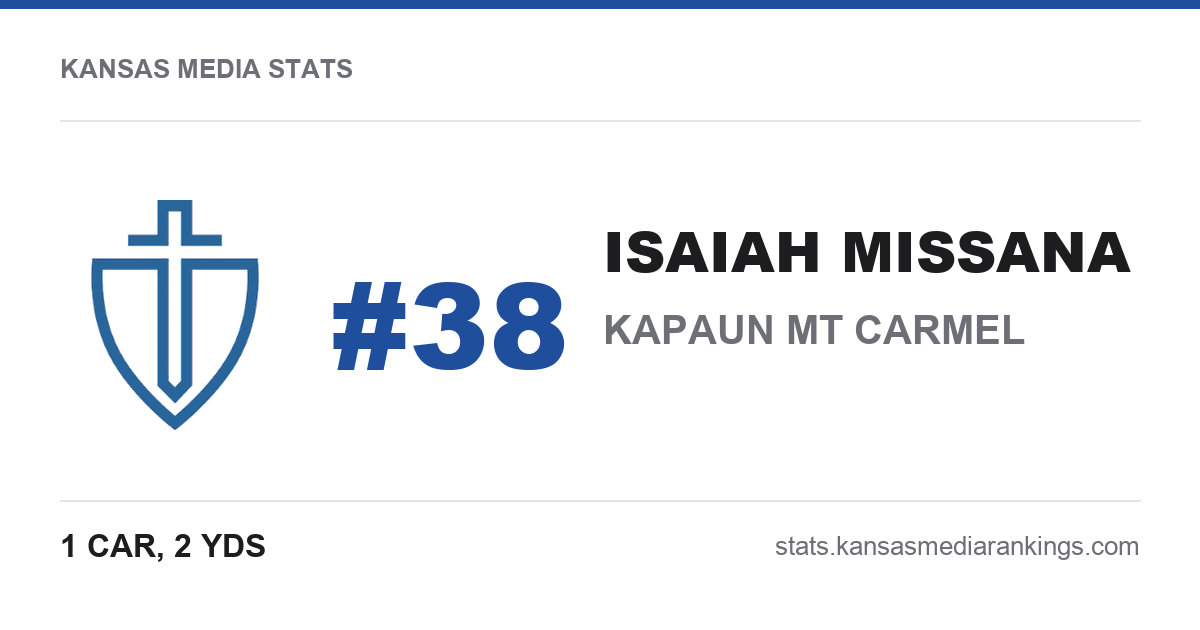 KANSAS MEDIA STATS
#38
ISAIAH MISSANA
KAPAUN MT CARMEL
1 CAR, 2 YDS
stats.kansasmediarankings.com